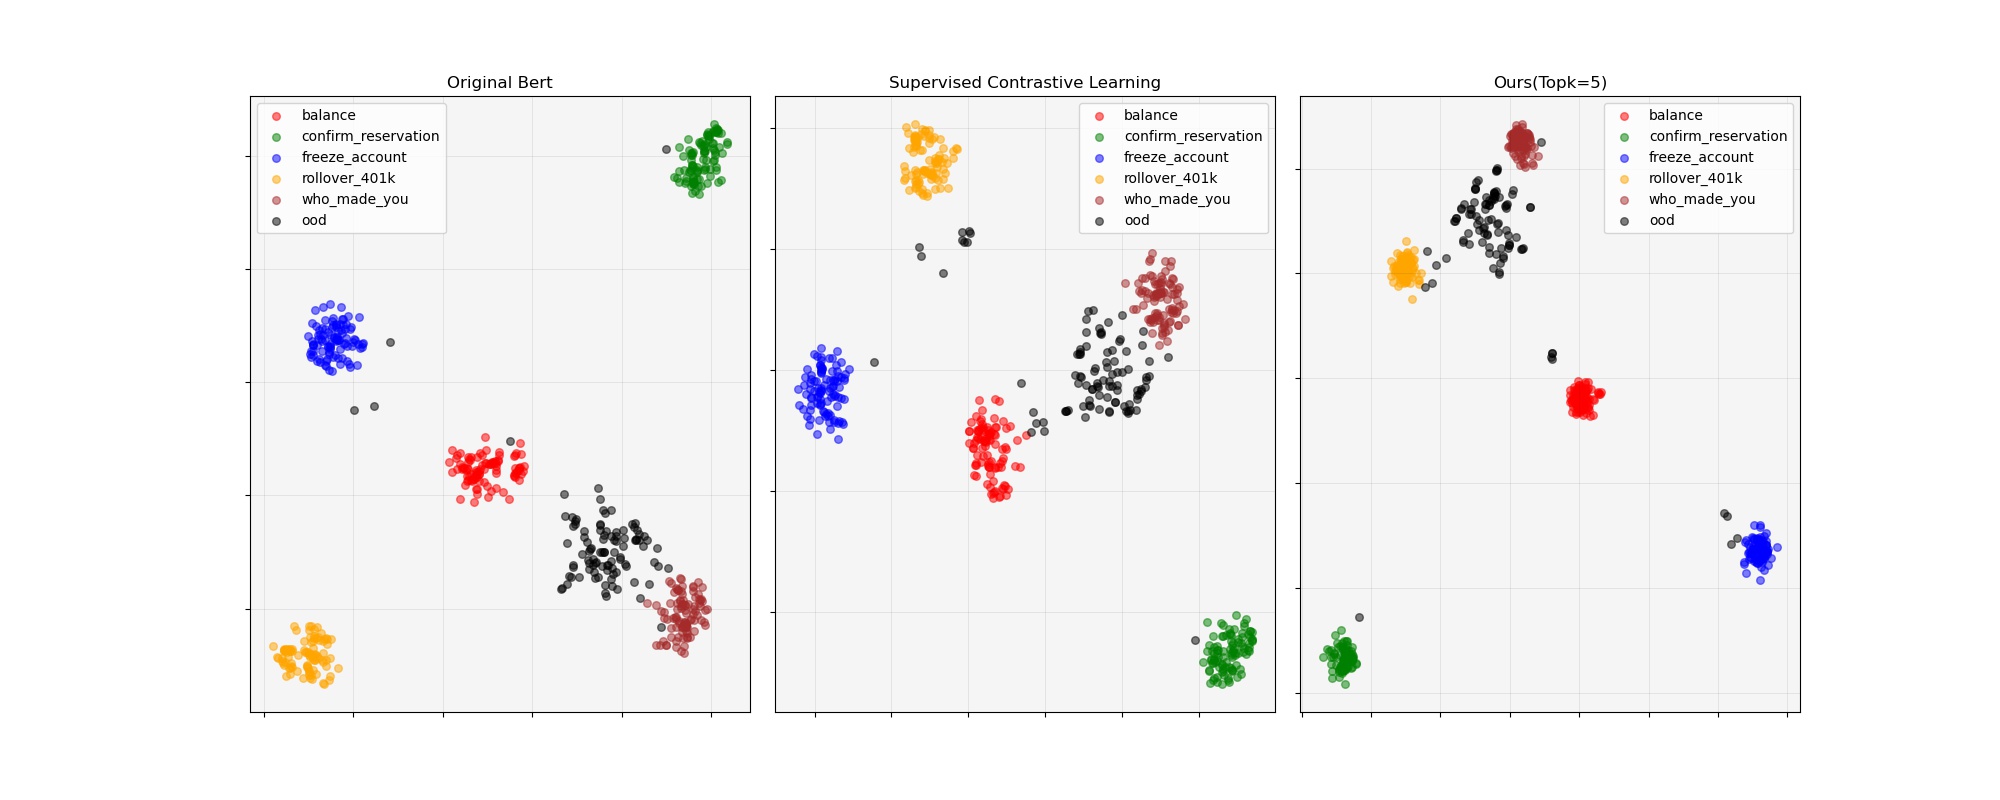 Original Bert
balance
confirm_reservation
freeze_account
rollover_401k
who_made_you
ood
Supervised Contrastive Learning
balance
confirm_reservation
freeze_account
rollover_401k
who_made_you
ood
Ours(Topk=5)
balance
confirm_reservation
freeze_account
rollover_401k
who_made_you
ood